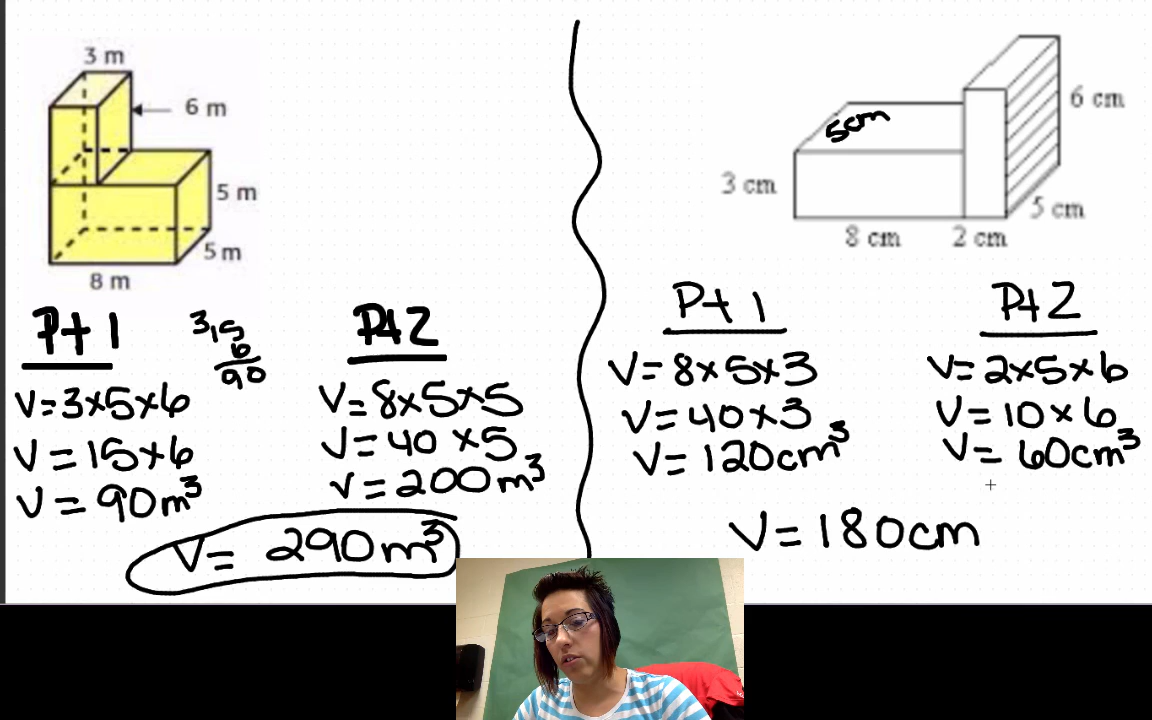 3 m
6 m
5 m
5 m
8 m
Pt 1
3 15
6
90
V=3x5x6
V=15x6
V=90m³
Pt 2
V=8x5x5
V=40x5
V=200m³
V= 290m³
5cm
6 cm
3 cm
5 cm
8 cm
2 cm
Pt 1
V=8x5x3
V=40x3
V=120cm³
Pt 2
V=2x5x6
V=10x6
V=60cm³
V=180cm